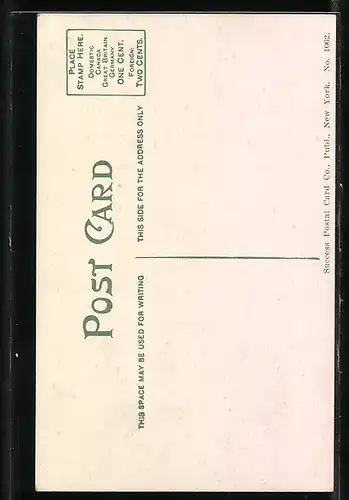 PLACE
STAMP HERE.
DOMESTIC
CANADA
GREAT BRITAIN
GERMANY
ONE CENT.
FOREIGN:
TWO CENTS.
POST CARD
THIS SPACE MAY BE USED FOR WRITING
THIS SIDE FOR THE ADDRESS ONLY
Success Postal Card Co., Publ., New York. No. 1062.